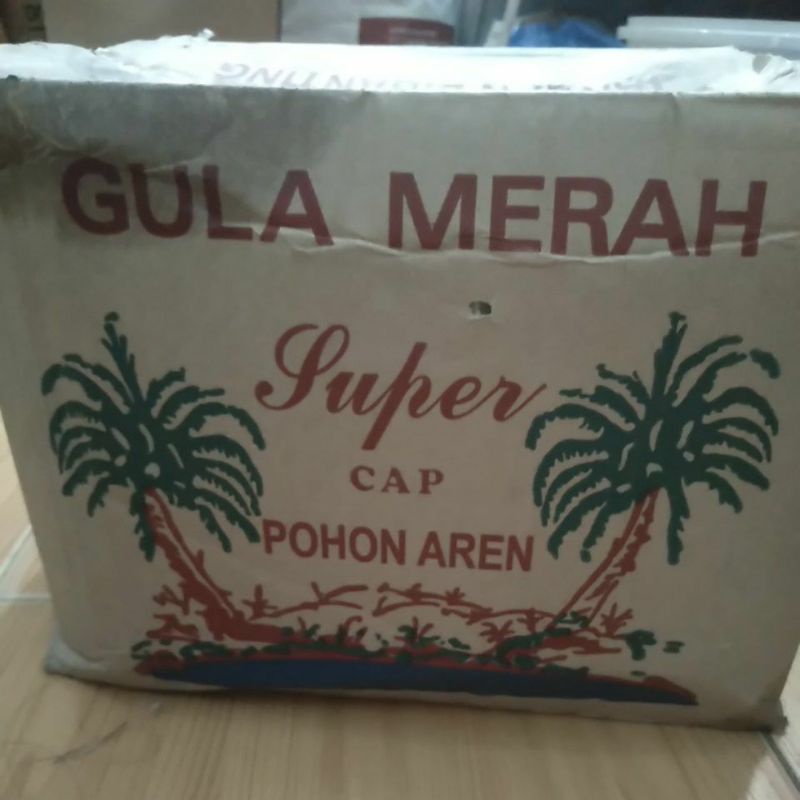 GULA MERAH
Super
CAP
POHON AREN